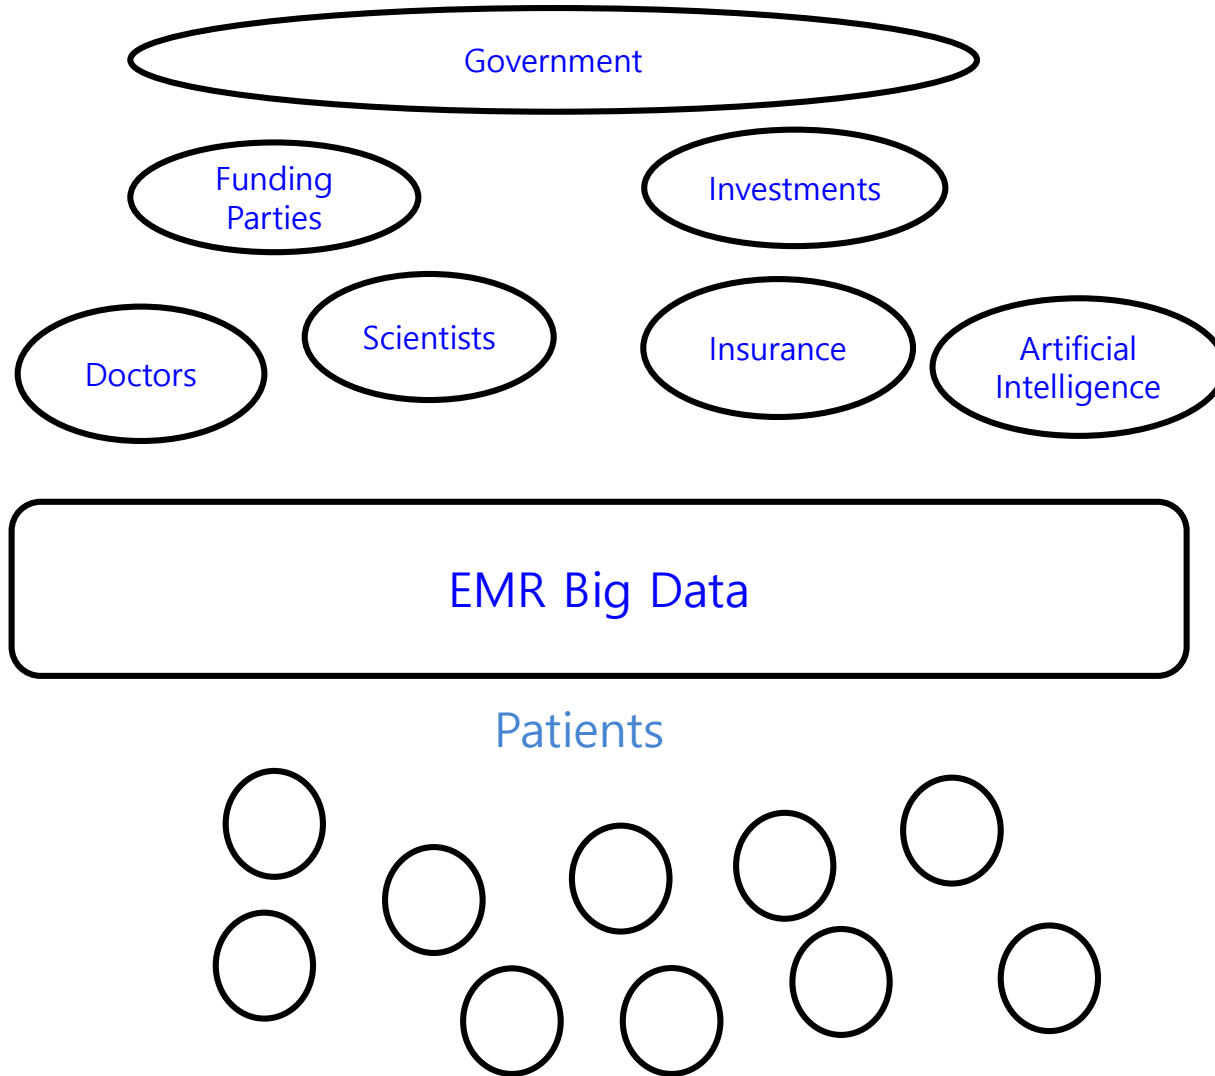 Government
Funding
Parties
Investments
Scientists
Doctors
Insurance
Artificial
Intelligence
EMR Big Data
Patients